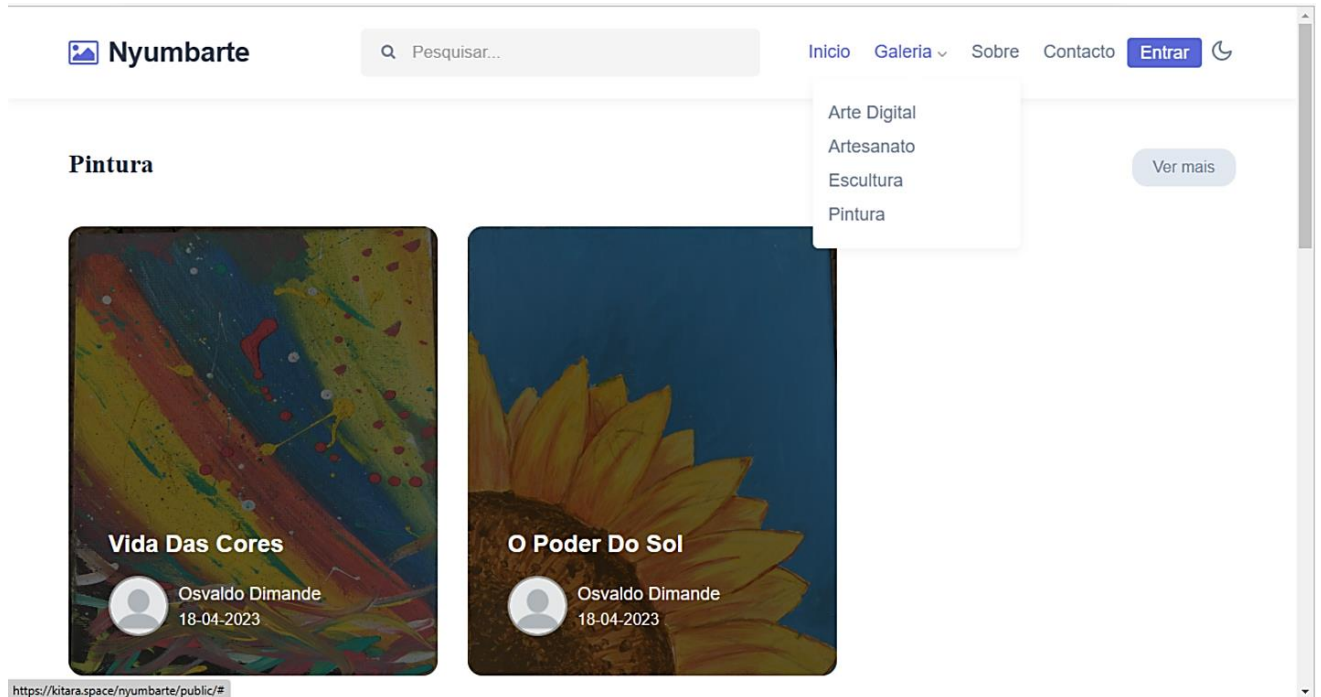 Nyumbarte
Pesquisar...
Inicio Galeria Sobre Contacto Entrar
Arte Digital
Artesanato
Escultura
Pintura
Pintura
Ver mais
Vida Das Cores
Osvaldo Dimande
18-04-2023
O Poder Do Sol
Osvaldo Dimande
18-04-2023
https://kitara.space/nyumbarte/public/#